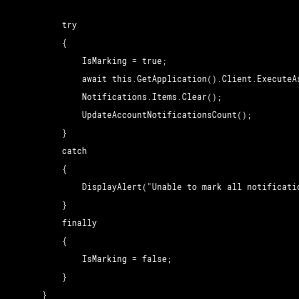 try
{
IsMarking = true;
await this.GetApplication().Client.ExecuteAs
Notifications.Items.Clear();
UpdateAccountNotificationsCount();
}
catch
{
DisplayAlert("Unable to mark all notificatio
}
finally
{
IsMarking = false;
}
}